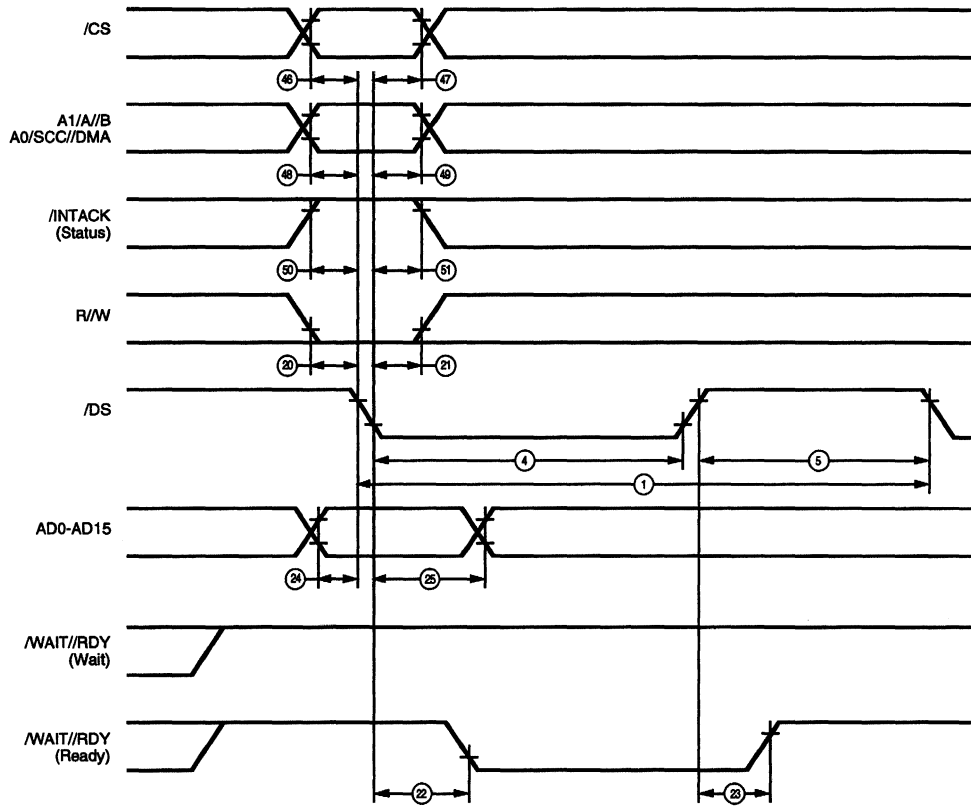 /CS
46
47
A1/A//B
A0/SCC//DMA
48
49
/INTACK
(Status)
50
51
R//W
20
21
/DS
4
5
1
AD0-AD15
24
25
/WAIT//RDY
(Wait)
/WAIT//RDY
(Ready)
22
23